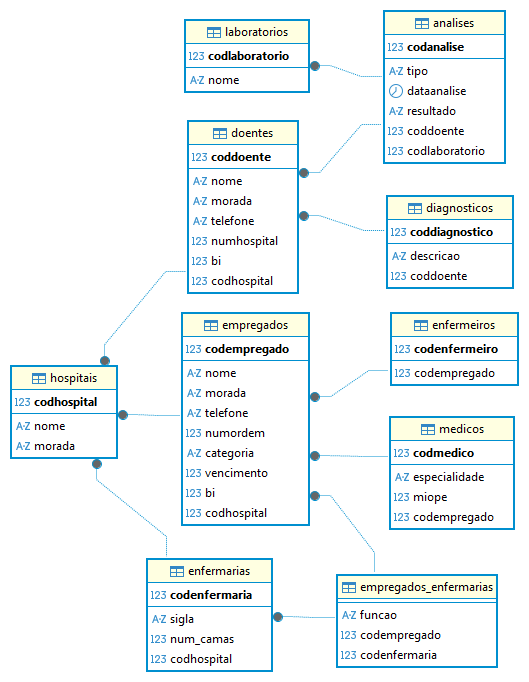 laboratorios
123 codlaboratorio
A-Z nome
analises
123 codanalise
A-Z tipo
dataanalise
A-Z resultado
123 coddoente
123 codlaboratorio
doentes
123 coddoente
A-Z nome
A-Z morada
A-Z telefone
123 numhospital
123 bi
123 codhospital
diagnosticos
123 coddiagnostico
A-Z descricao
123 coddoente
empregados
123 codempregado
A-Z nome
A-Z morada
A-Z telefone
123 numordem
A-Z categoria
123 vencimento
123 bi
123 codhospital
enfermeiros
123 codenfermeiro
123 codempregado
hospitais
123 codhospital
A-Z nome
A-Z morada
medicos
123 codmedico
A-Z especialidade
123 miope
123 codempregado
enfermarias
123 codenfermaria
A-Z sigla
123 num_camas
123 codhospital
empregados_enfermarias
A-Z funcao
123 codempregado
123 codenfermaria